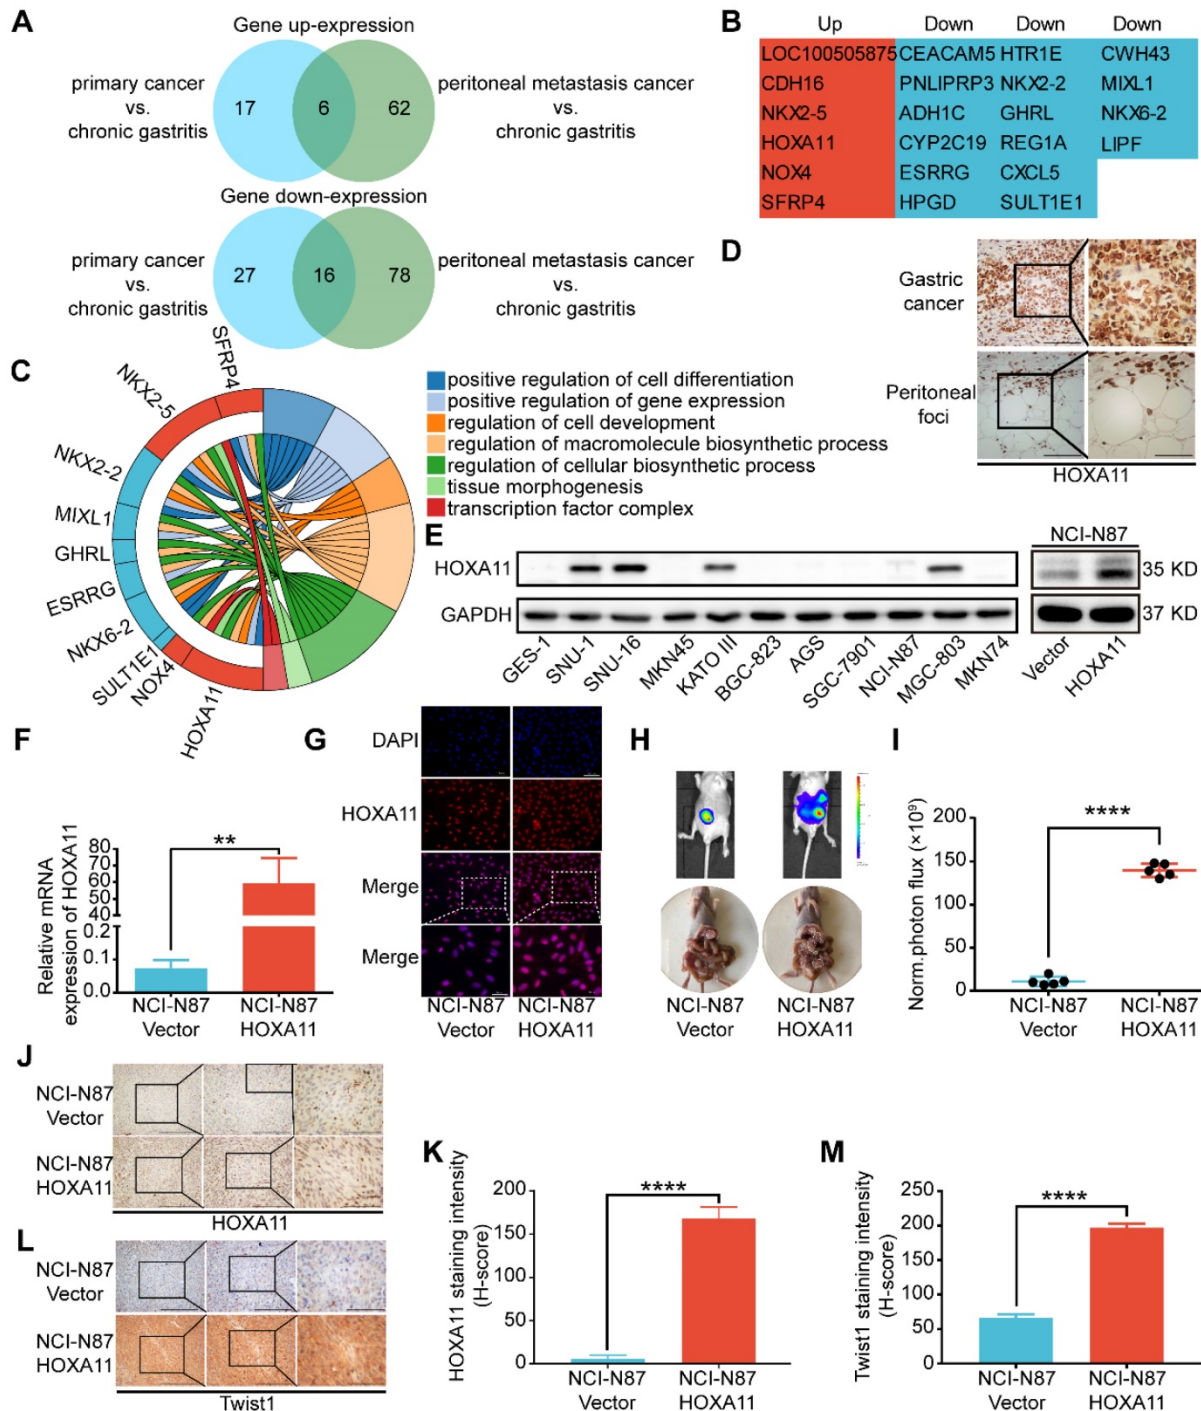 A
Gene up-expression
primary cancer
vs.
chronic gastritis
17
6
62
peritoneal metastasis cancer
vs.
chronic gastritis
Gene down-expression
primary cancer
vs.
chronic gastritis
27
16
78
peritoneal metastasis cancer
vs.
chronic gastritis
B
Up Down Down Down
LOC100505875 CEACAM5 HTR1E CWH43
CDH16 PNLIPRP3 NKX2-2 MIXL1
NKX2-5 ADH1C GHRL NKX6-2
HOXA11 CYP2C19 REG1A LIPF
NOX4 ESRRG CXCL5
SFRP4 HPGD SULT1E1
C
SFRP4
NKX2-5
NKX2-2
MIXL1
GHRL
ESRRG
NKX6-2
SULT1E1
NOX4
HOXA11
positive regulation of cell differentiation
positive regulation of gene expression
regulation of cell development
regulation of macromolecule biosynthetic process
regulation of cellular biosynthetic process
tissue morphogenesis
transcription factor complex
D
Gastric
cancer
Peritoneal
foci
HOXA11
E
HOXA11
GAPDH
GES-1
SNU-1
SNU-16
MKN45
KATO III
BGC-823
AGS
SGC-7901
NCI-N87
MGC-803
MKN74
NCI-N87
35 KD
37 KD
Vector
HOXA11
F
Relative mRNA
expression of HOXA11
80
70
60
50
40
0.2
0.1
0.0
**
NCI-N87
Vector
NCI-N87
HOXA11
G
DAPI
HOXA11
Merge
Merge
NCI-N87
Vector
NCI-N87
HOXA11
H
NCI-N87
Vector
NCI-N87
HOXA11
I
Norm.photon flux (×10⁹)
200
150
100
50
0
****
NCI-N87
Vector
NCI-N87
HOXA11
J
NCI-N87
Vector
NCI-N87
HOXA11
HOXA11
K
HOXA11 staining intensity
(H-score)
200
150
100
50
0
****
NCI-N87
Vector
NCI-N87
HOXA11
L
NCI-N87
Vector
NCI-N87
HOXA11
Twist1
M
Twist1 staining intensity
(H-score)
250
200
150
100
50
0
****
NCI-N87
Vector
NCI-N87
HOXA11